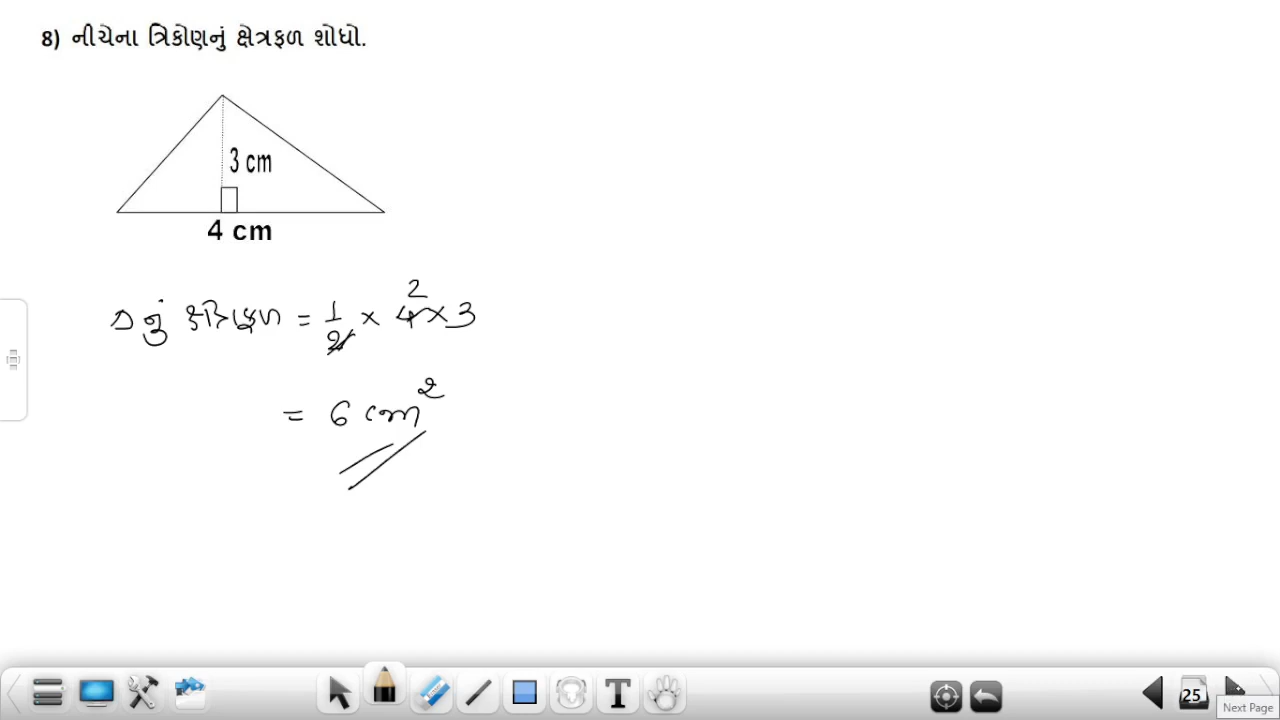 8) નીચેના ત્રિકોણનું ક્ષેત્રફળ શોધો.
3 cm
4 cm
2
Δ નું ક્ષેત્રફળ = 1/2 × 4 × 3
= 6 cm²
25
Next Page